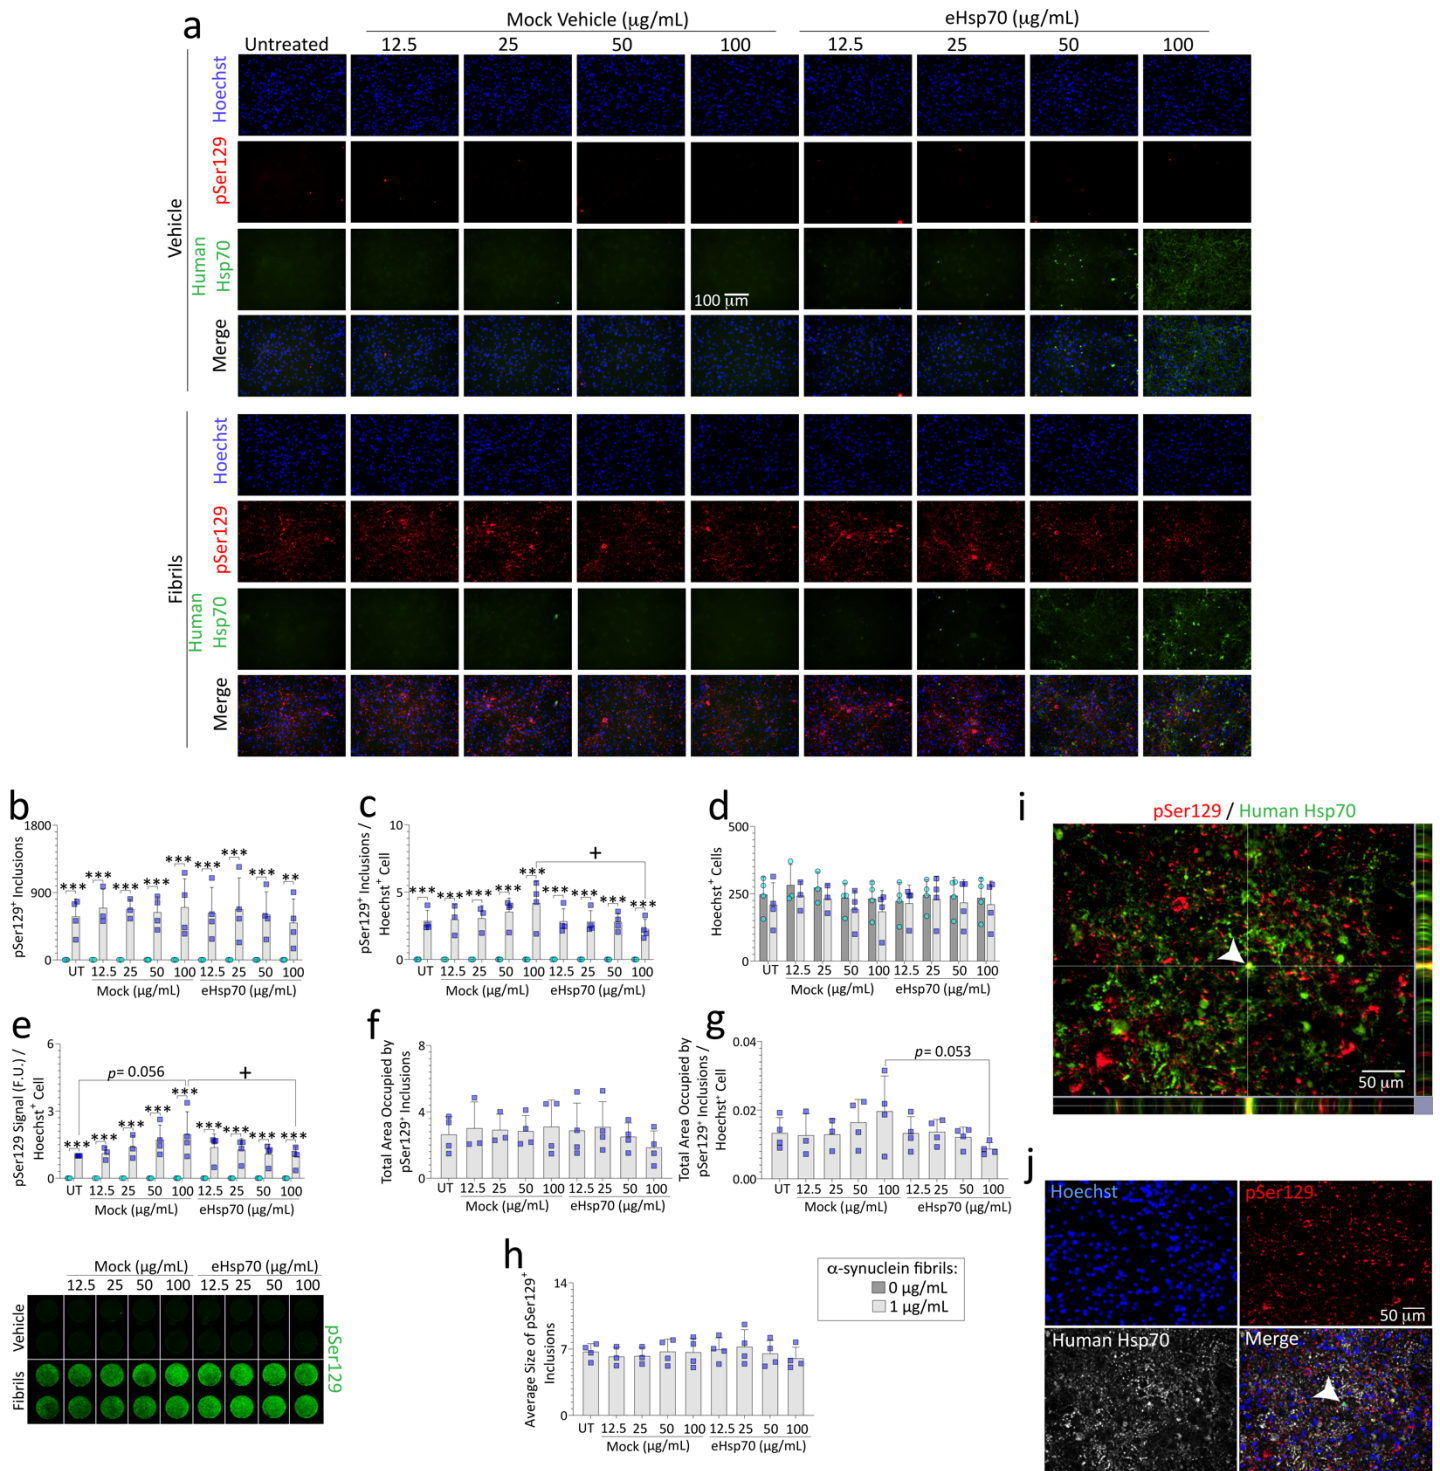 a
Mock Vehicle (μg/mL) eHsp70 (μg/mL)
Untreated 12.5 25 50 100 12.5 25 50 100
Vehicle
Hoechst
pSer129
Human
Hsp70
100 μm
Merge
Fibrils
Hoechst
pSer129
Human
Hsp70
Merge
b
pSer129⁺ Inclusions
1800
900
0
*** *** *** *** *** *** *** *** **
UT 12.5 25 50 100 12.5 25 50 100
Mock (μg/mL) eHsp70 (μg/mL)
c
pSer129⁺ Inclusions /
Hoechst⁺ Cell
10
5
0
+
*** *** *** *** *** *** *** *** ***
UT 12.5 25 50 100 12.5 25 50 100
Mock (μg/mL) eHsp70 (μg/mL)
d
Hoechst⁺ Cells
500
250
0
UT 12.5 25 50 100 12.5 25 50 100
Mock (μg/mL) eHsp70 (μg/mL)
i
pSer129 / Human Hsp70
50 μm
e
pSer129 Signal (F.U.) /
Hoechst⁺ Cell
6
3
0
p= 0.056 +
*** *** *** *** *** *** *** *** ***
UT 12.5 25 50 100 12.5 25 50 100
Mock (μg/mL) eHsp70 (μg/mL)
f
Total Area Occupied by
pSer129⁺ Inclusions
8
4
0
UT 12.5 25 50 100 12.5 25 50 100
Mock (μg/mL) eHsp70 (μg/mL)
g
Total Area Occupied by
pSer129⁺ Inclusions /
Hoechst⁺ Cell
0.04
0.02
0.00
p= 0.053
UT 12.5 25 50 100 12.5 25 50 100
Mock (μg/mL) eHsp70 (μg/mL)
Mock (μg/mL) eHsp70 (μg/mL)
12.5 25 50 100 12.5 25 50 100
Vehicle
Fibrils
pSer129
h
Average Size of pSer129⁺
Inclusions
14
7
0
UT 12.5 25 50 100 12.5 25 50 100
Mock (μg/mL) eHsp70 (μg/mL)
α-synuclein fibrils:
0 μg/mL
1 μg/mL
j
Hoechst pSer129
50 μm
Human Hsp70 Merge